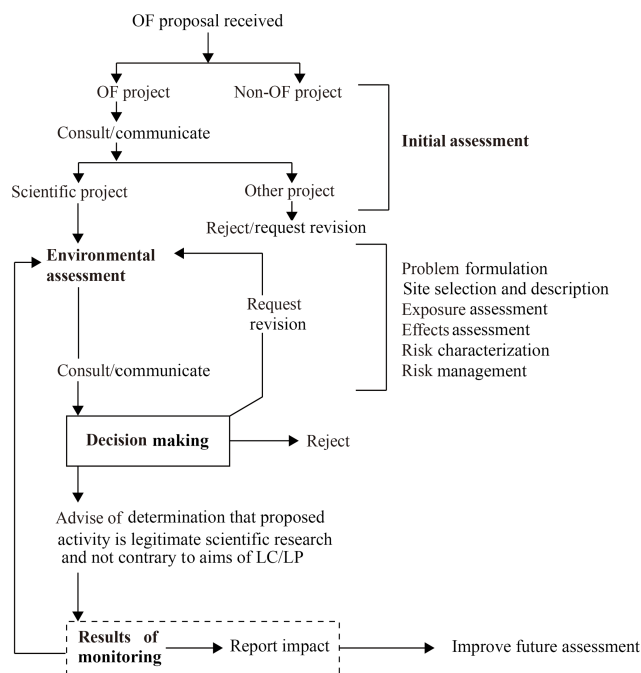 OF proposal received
OF project
Non-OF project
Consult/communicate
Initial assessment
Scientific project
Other project
Reject/request revision
Environmental
assessment
Problem formulation
Site selection and description
Exposure assessment
Effects assessment
Risk characterization
Risk management
Request
revision
Consult/communicate
Decision making
Reject
Advise of determination that proposed
activity is legitimate scientific research
and not contrary to aims of LC/LP
Results of
monitoring
Report impact
Improve future assessment